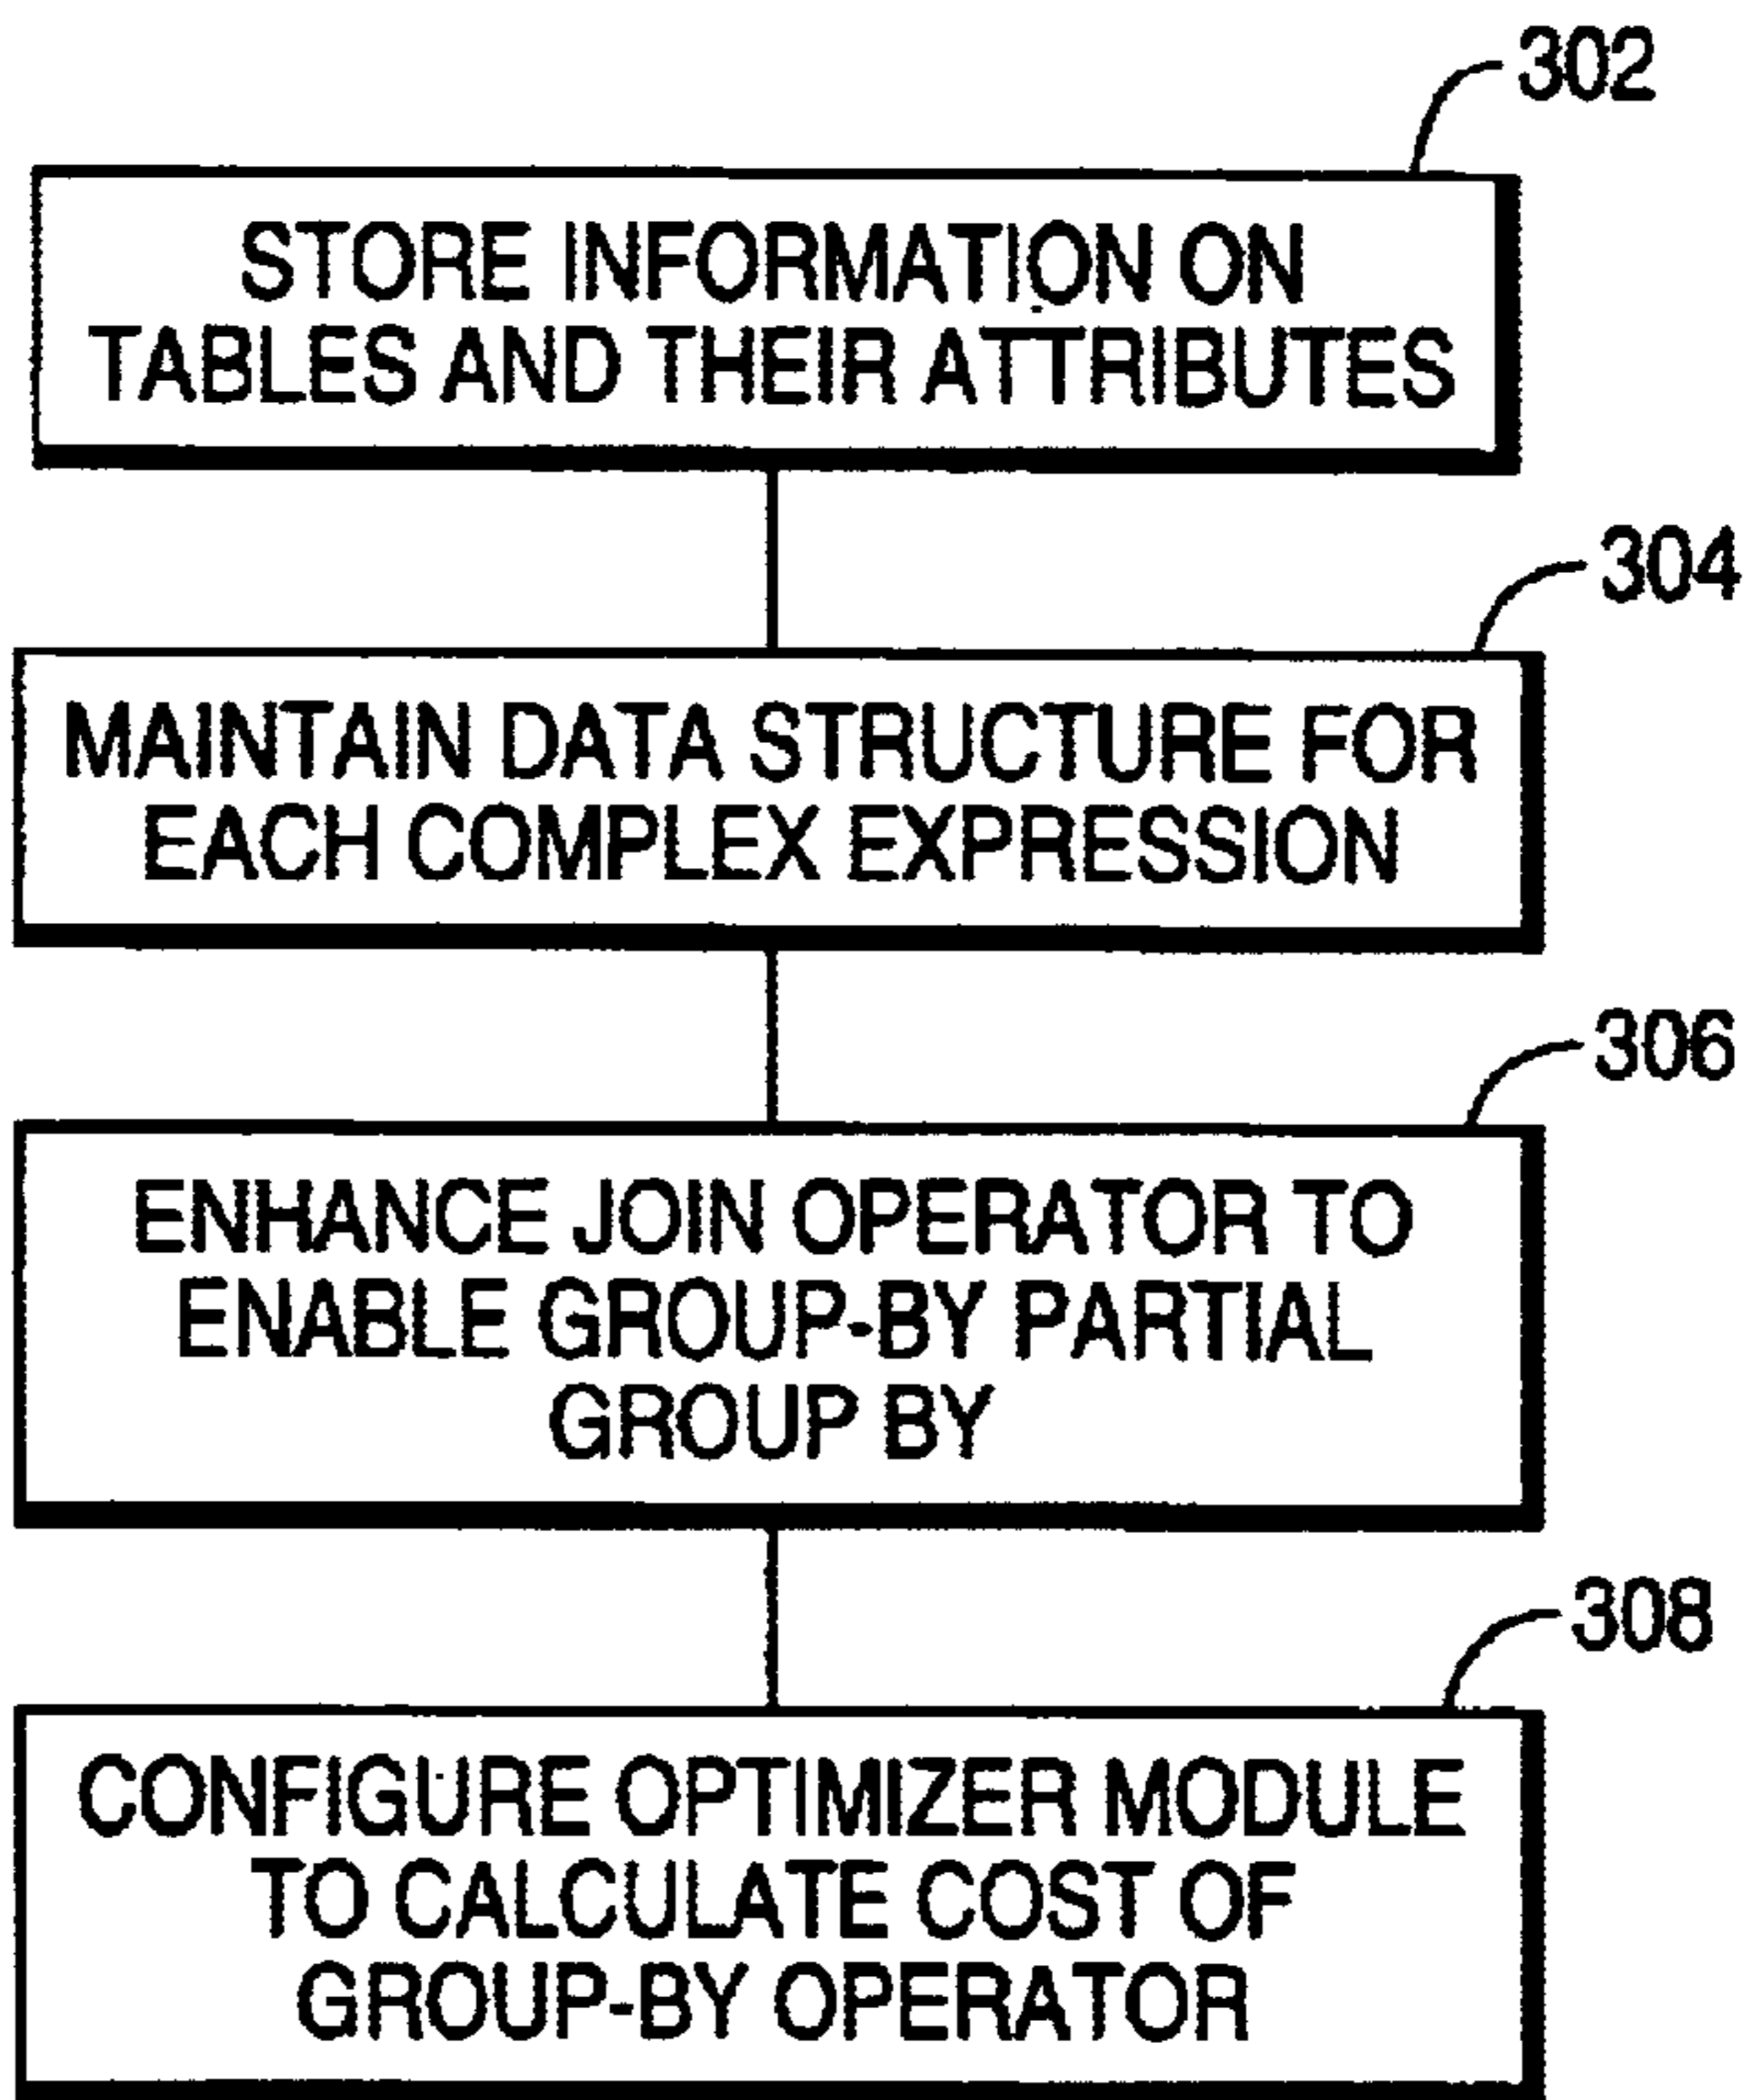 302
STORE INFORMATION ON
TABLES AND THEIR ATTRIBUTES
304
MAINTAIN DATA STRUCTURE FOR
EACH COMPLEX EXPRESSION
306
ENHANCE JOIN OPERATOR TO
ENABLE GROUP-BY PARTIAL
GROUP BY
308
CONFIGURE OPTIMIZER MODULE
TO CALCULATE COST OF
GROUP-BY OPERATOR